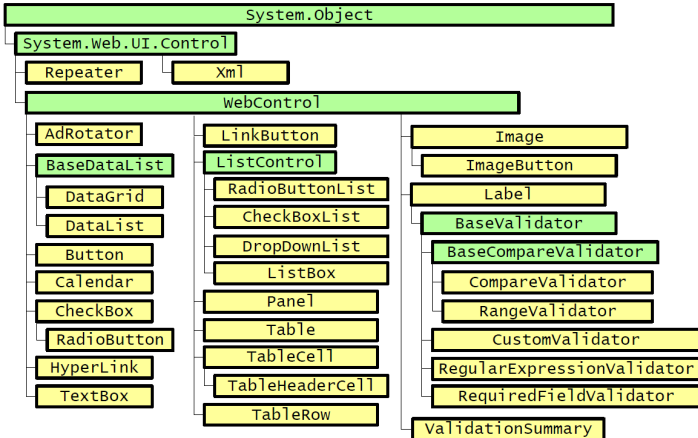 System.Object
System.Web.UI.Control
Repeater
Xml
WebControl
AdRotator
BaseDataList
DataGrid
DataList
Button
Calendar
CheckBox
RadioButton
HyperLink
TextBox
LinkButton
ListControl
RadioButtonList
CheckBoxList
DropDownList
ListBox
Panel
Table
TableCell
TableHeaderCell
TableRow
Image
ImageButton
Label
BaseValidator
BaseCompareValidator
CompareValidator
RangeValidator
CustomValidator
RegularExpressionValidator
RequiredFieldValidator
ValidationSummary